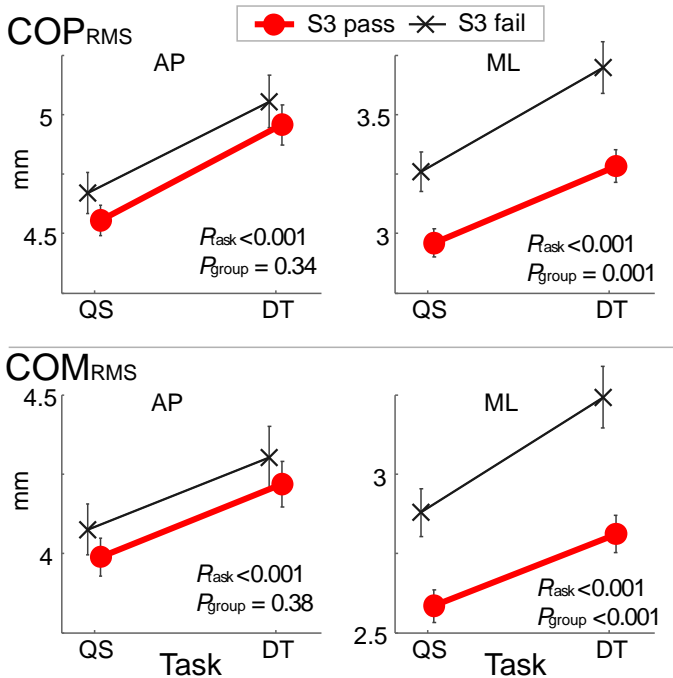 COPRMS
S3 pass S3 fail
AP
ML
5
3.5
mm
4.5
3
Ptask<0.001
Pgroup = 0.34
Ptask<0.001
Pgroup = 0.001
QS
DT
QS
DT
COMRMS
4.5
AP
ML
mm
3
4
Ptask<0.001
Pgroup = 0.38
Ptask<0.001
Pgroup <0.001
2.5
QS
DT
QS
DT
Task
Task